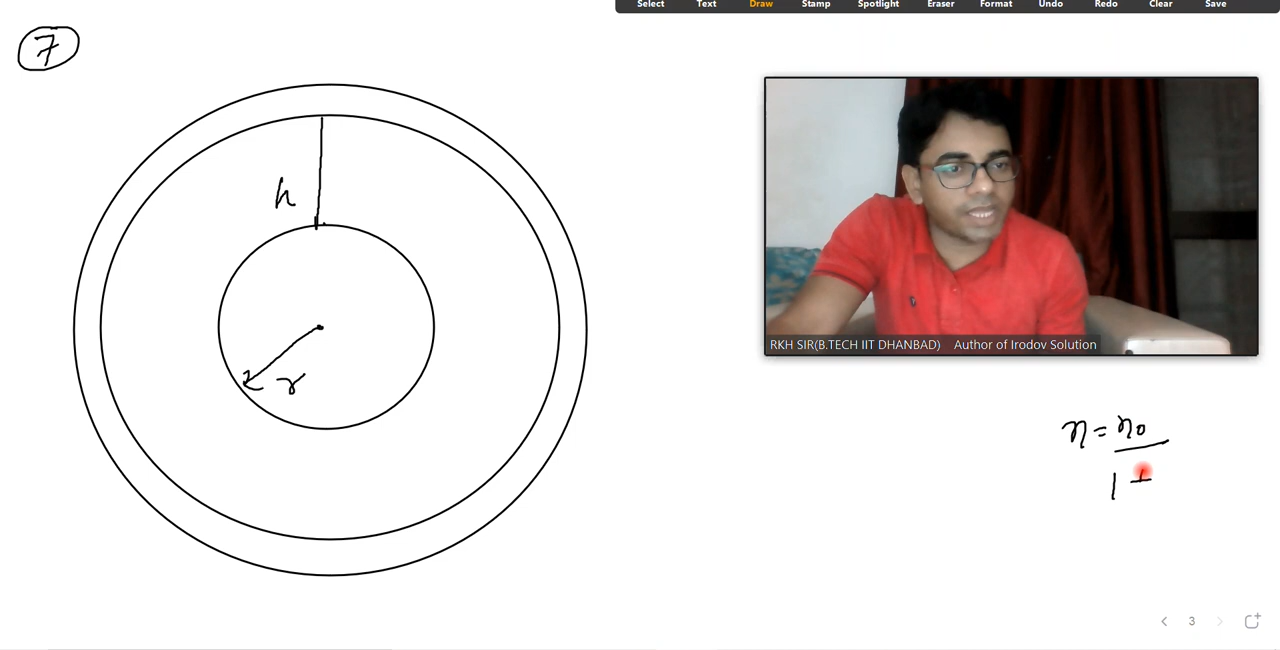 Select Text Draw Stamp Spotlight Eraser Format Undo Redo Clear Save
7
h
r
RKH SIR(B.TECH IIT DHANBAD) Author of Irodov Solution
η = η₀
1 +
3